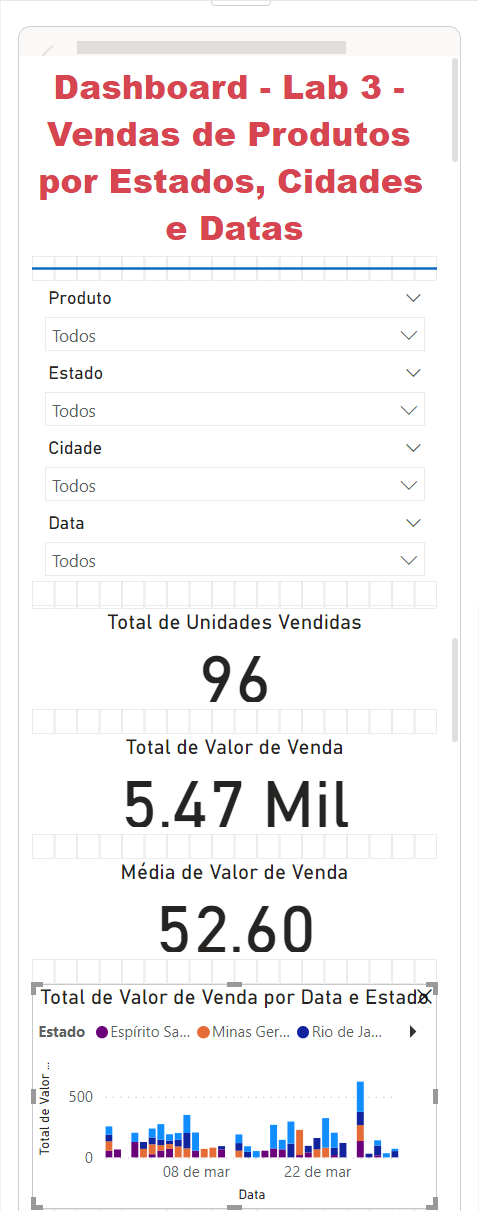 Dashboard - Lab 3 -
Vendas de Produtos
por Estados, Cidades
e Datas
Produto
Todos
Estado
Todos
Cidade
Todos
Data
Todos
Total de Unidades Vendidas
96
Total de Valor de Venda
5.47 Mil
Média de Valor de Venda
52.60
Total de Valor de Venda por Data e Estado
Estado Espírito Sa... Minas Ger... Rio de Ja...
Total de Valor ...
500
0
08 de mar 22 de mar
Data